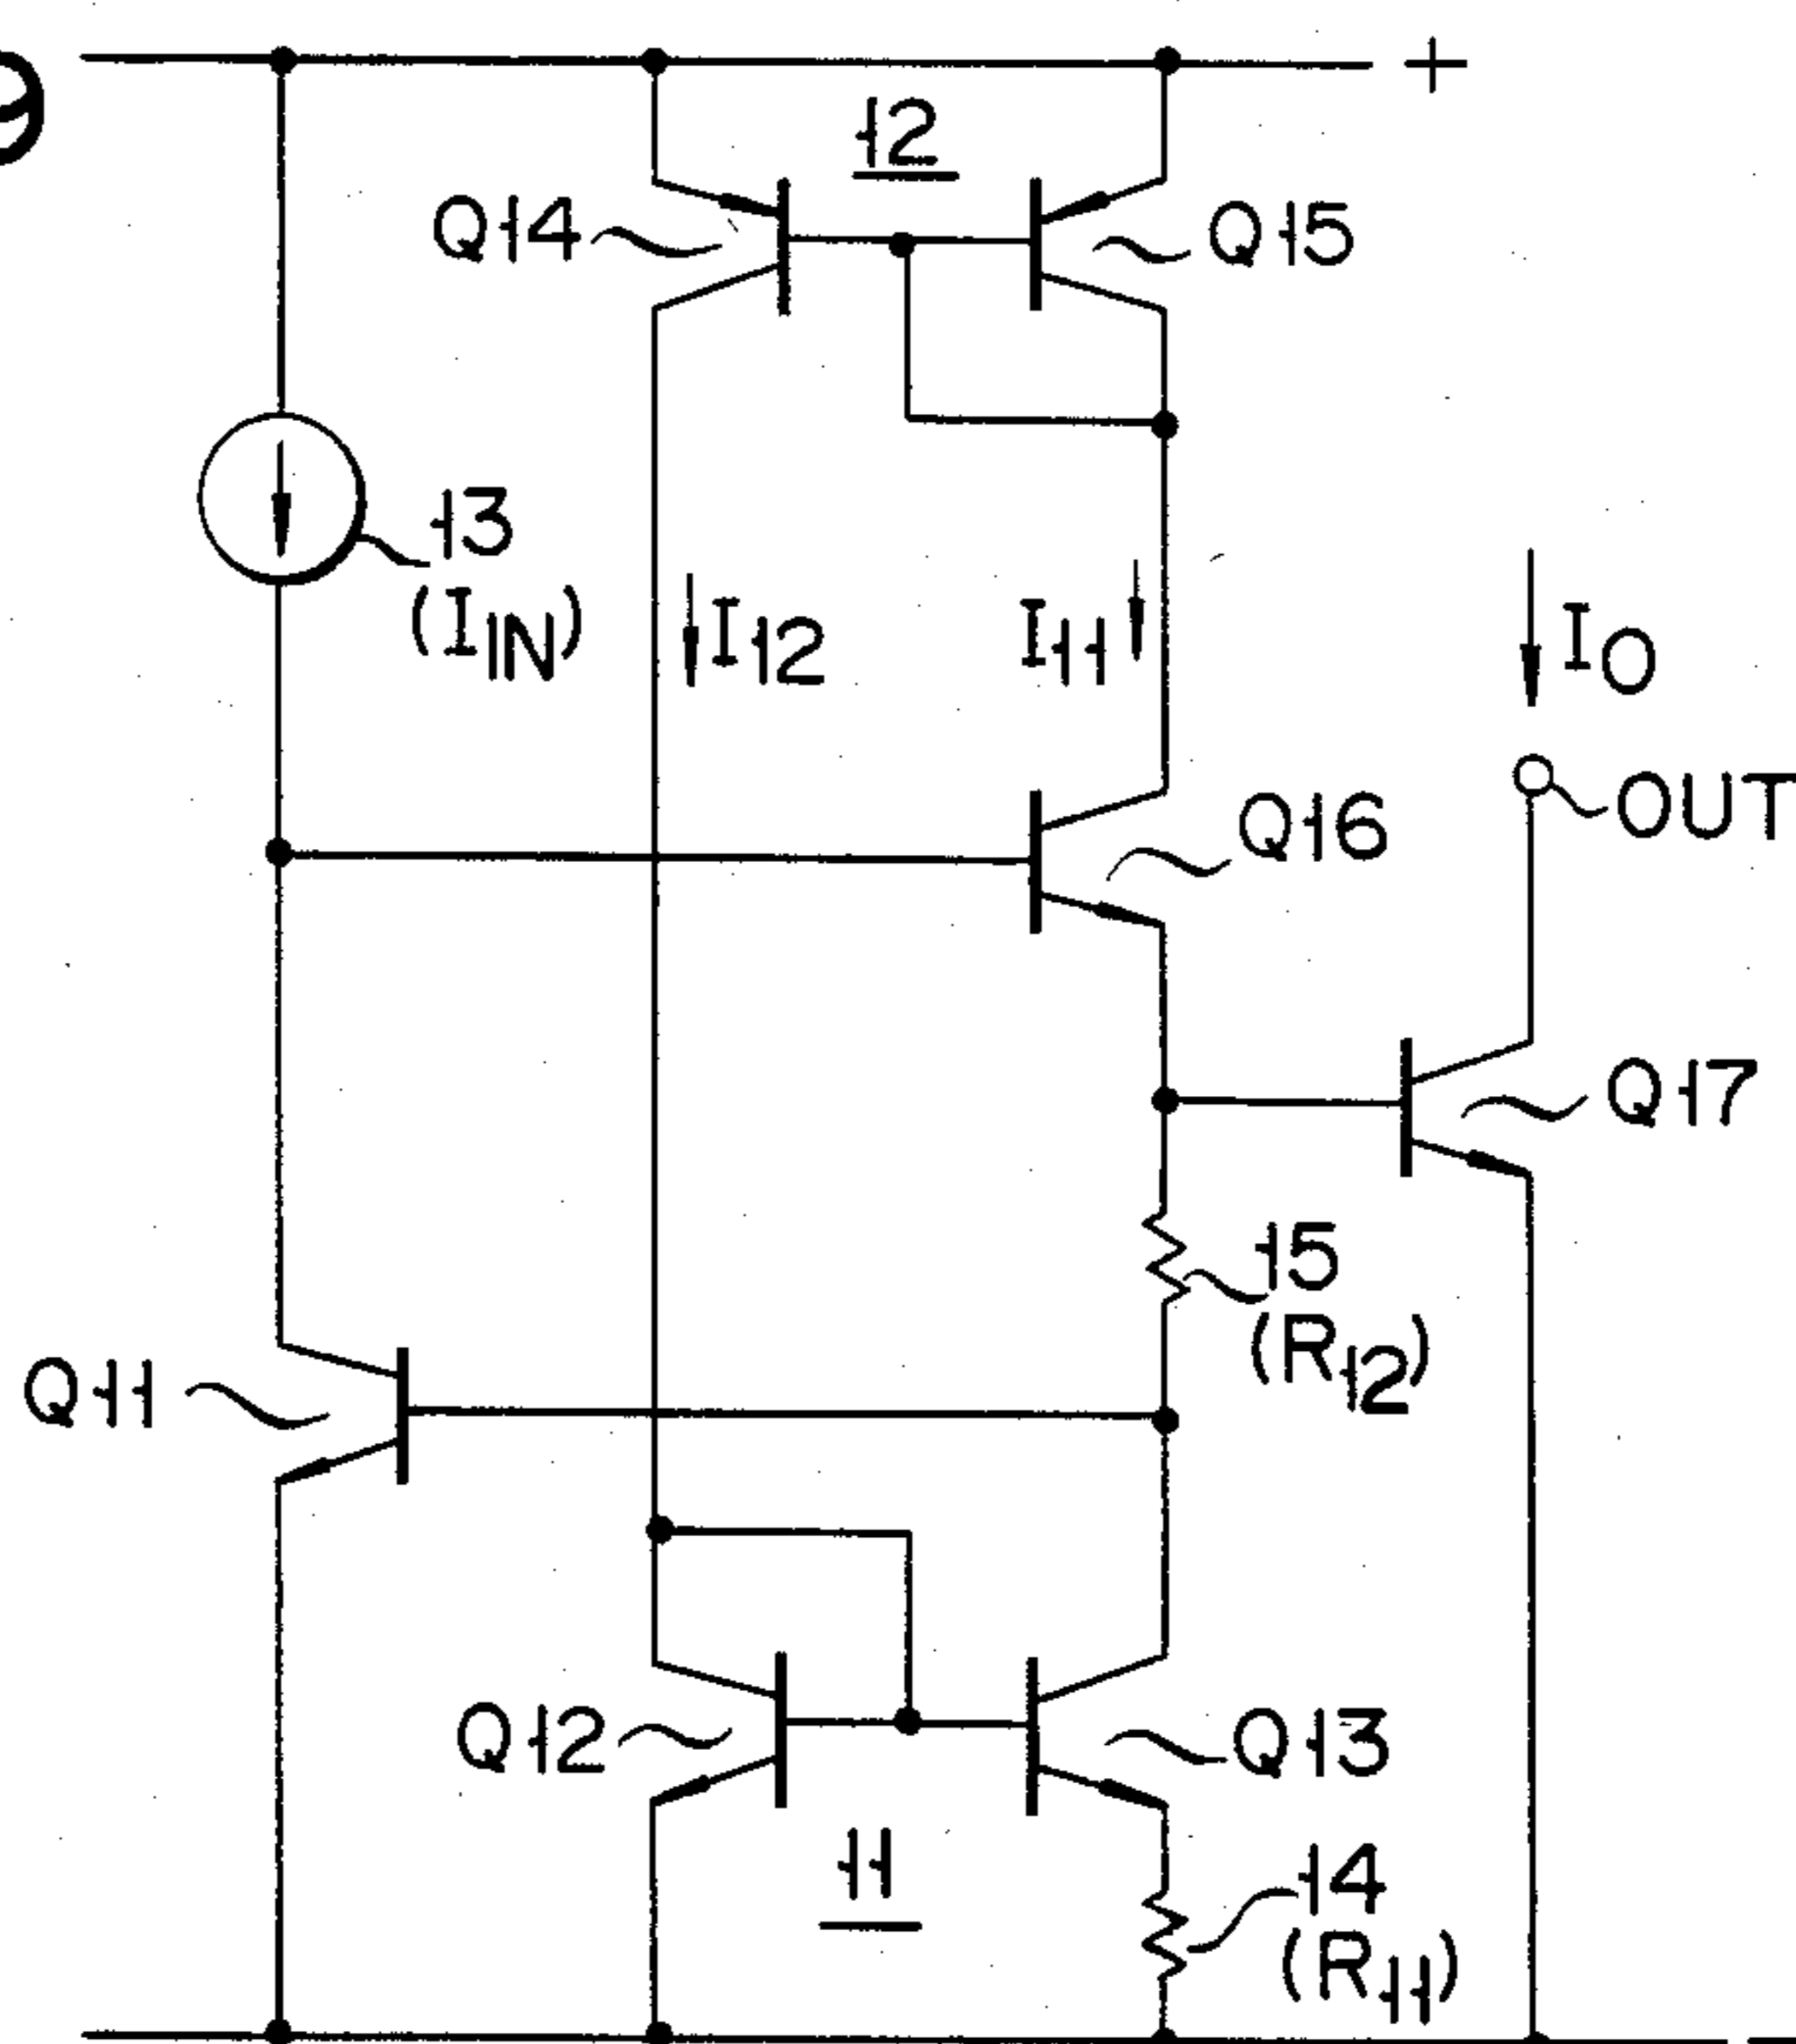 9
+
12
Q14
Q15
13
(IIN)
I12
I11
IO
OUT
Q16
Q17
15
(R12)
Q11
Q12
Q13
11
14
(R11)